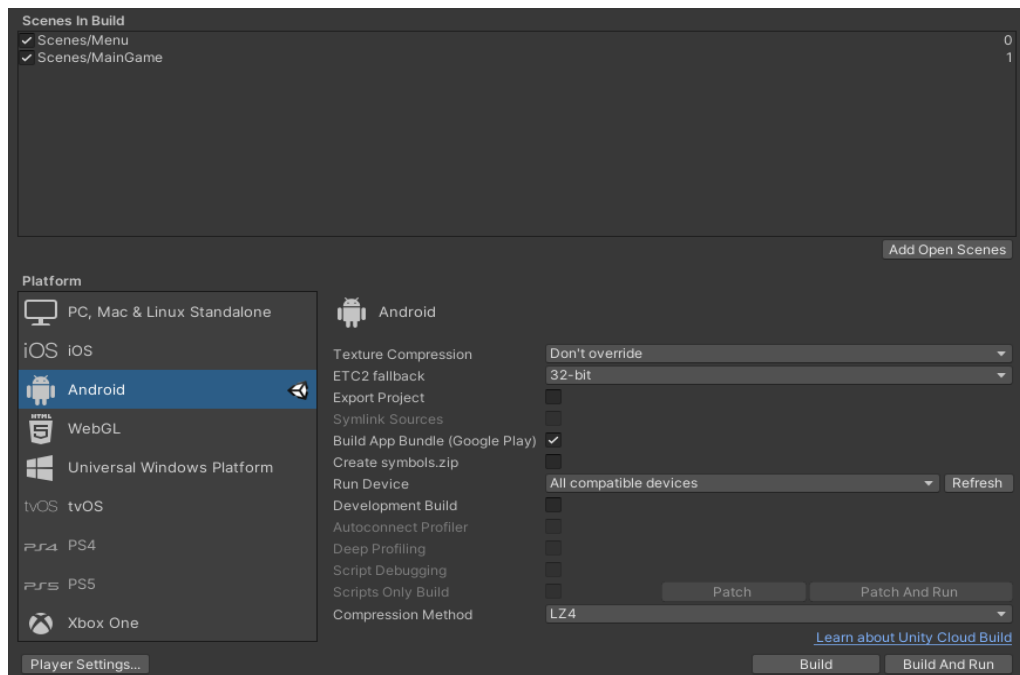 Scenes In Build
Scenes/Menu 0
Scenes/MainGame 1
Add Open Scenes
Platform
PC, Mac & Linux Standalone
iOS iOS
Android
HTML 5 WebGL
Universal Windows Platform
tvOS tvOS
PS4 PS4
PS5 PS5
Xbox One
Android
Texture Compression Don't override
ETC2 fallback 32-bit
Export Project
Symlink Sources
Build App Bundle (Google Play)
Create symbols.zip
Run Device All compatible devices Refresh
Development Build
Autoconnect Profiler
Deep Profiling
Script Debugging
Scripts Only Build Patch Patch And Run
Compression Method LZ4
Learn about Unity Cloud Build
Player Settings... Build Build And Run